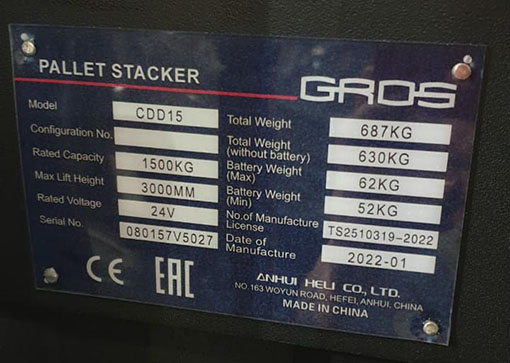 PALLET STACKER
GROS
Model CDD15
Configuration No.
Rated Capacity 1500KG
Max Lift Height 3000MM
Rated Voltage 24V
Serial No. 080157V5027
Total Weight 687KG
Total Weight
(without battery) 630KG
Battery Weight
(Max) 62KG
Battery Weight
(Min) 52KG
No.of Manufacture
License TS2510319-2022
Date of
Manufacture 2022-01
CE EAC
ANHUI HELI CO., LTD.
NO.163 WOYUN ROAD, HEFEI, ANHUI, CHINA
MADE IN CHINA